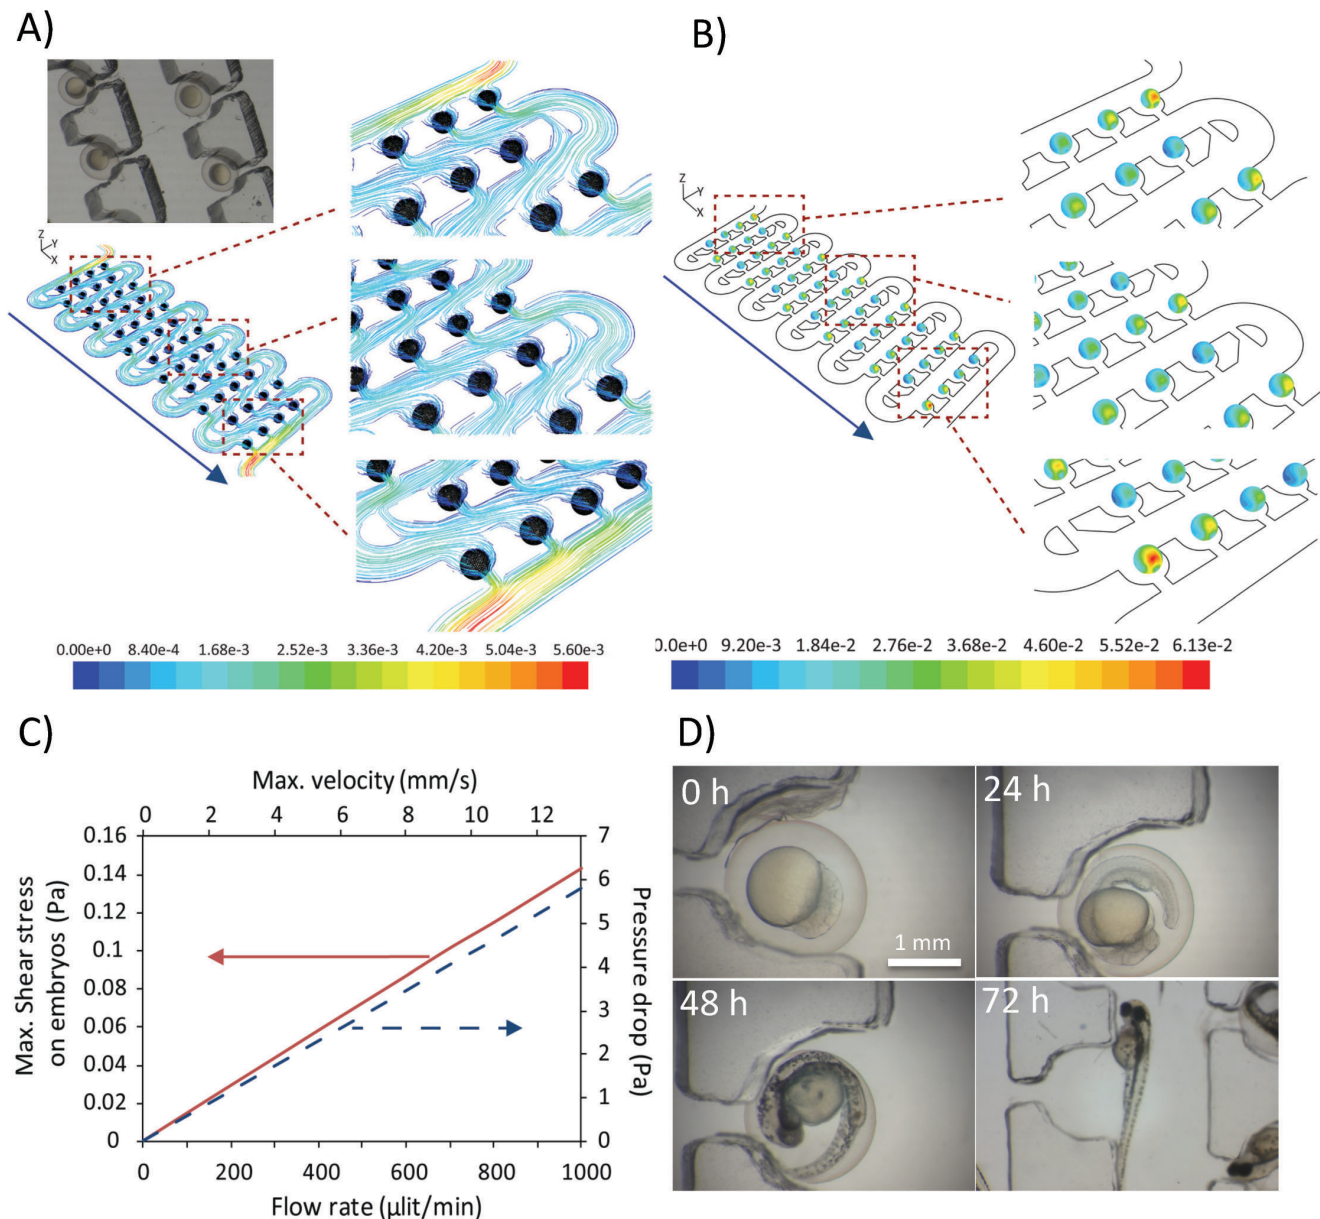 A)
B)
Z
Y
X
Z
Y
X
0.00e+0 8.40e-4 1.68e-3 2.52e-3 3.36e-3 4.20e-3 5.04e-3 5.60e-3
0.00e+0 9.20e-3 1.84e-2 2.76e-2 3.68e-2 4.60e-2 5.52e-2 6.13e-2
C)
Max. velocity (mm/s)
0 2 4 6 8 10 12
Max. Shear stress
on embryos (Pa)
0.16
0.14
0.12
0.1
0.08
0.06
0.04
0.02
0
7
6
5
4
3
2
1
0
Pressure drop (Pa)
0 200 400 600 800 1000
Flow rate (µlit/min)
D)
0 h
24 h
1 mm
48 h
72 h